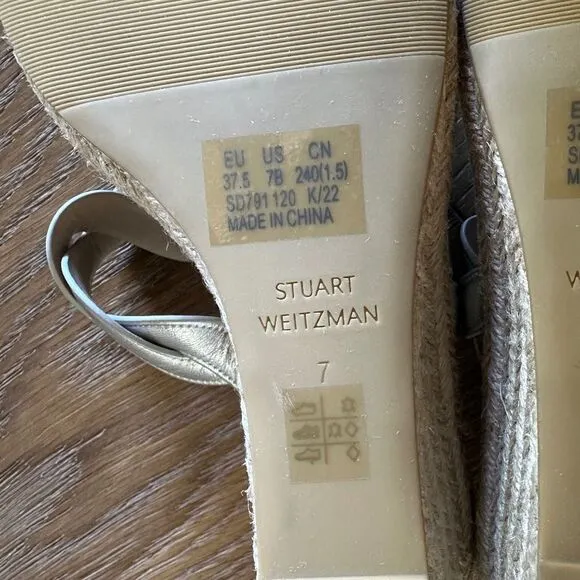 EU US CN
37.5 7B 240(1.5)
SD791 120 K/22
MADE IN CHINA
STUART
WEITZMAN
7